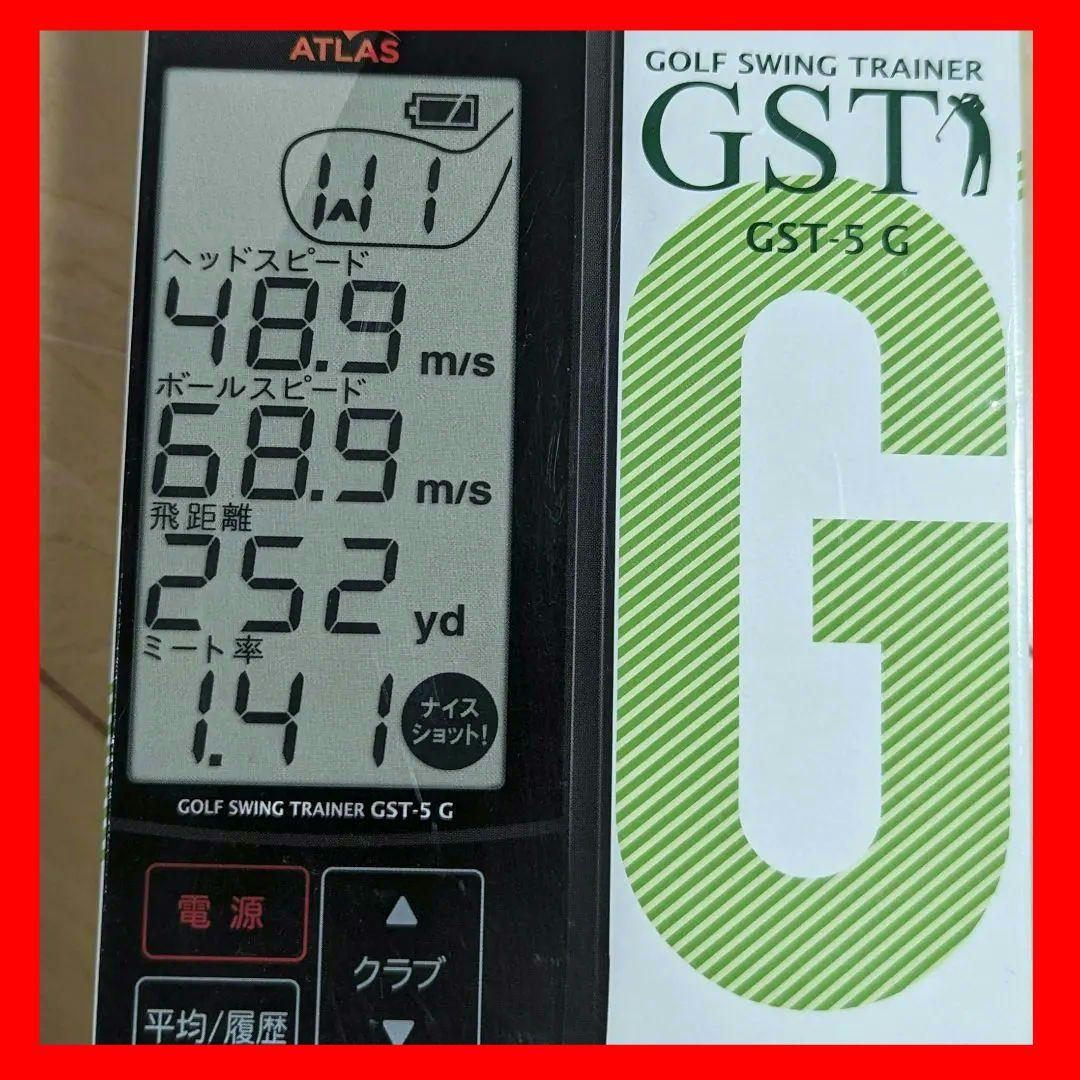 ATLAS
W1
ヘッドスピード
48.9 m/s
ボールスピード
68.9 m/s
飛距離
252 yd
ミート率
1.41
ナイス
ショット!
GOLF SWING TRAINER GST-5 G
電源
クラブ
平均/履歴
GOLF SWING TRAINER
GST
GST-5 G
G